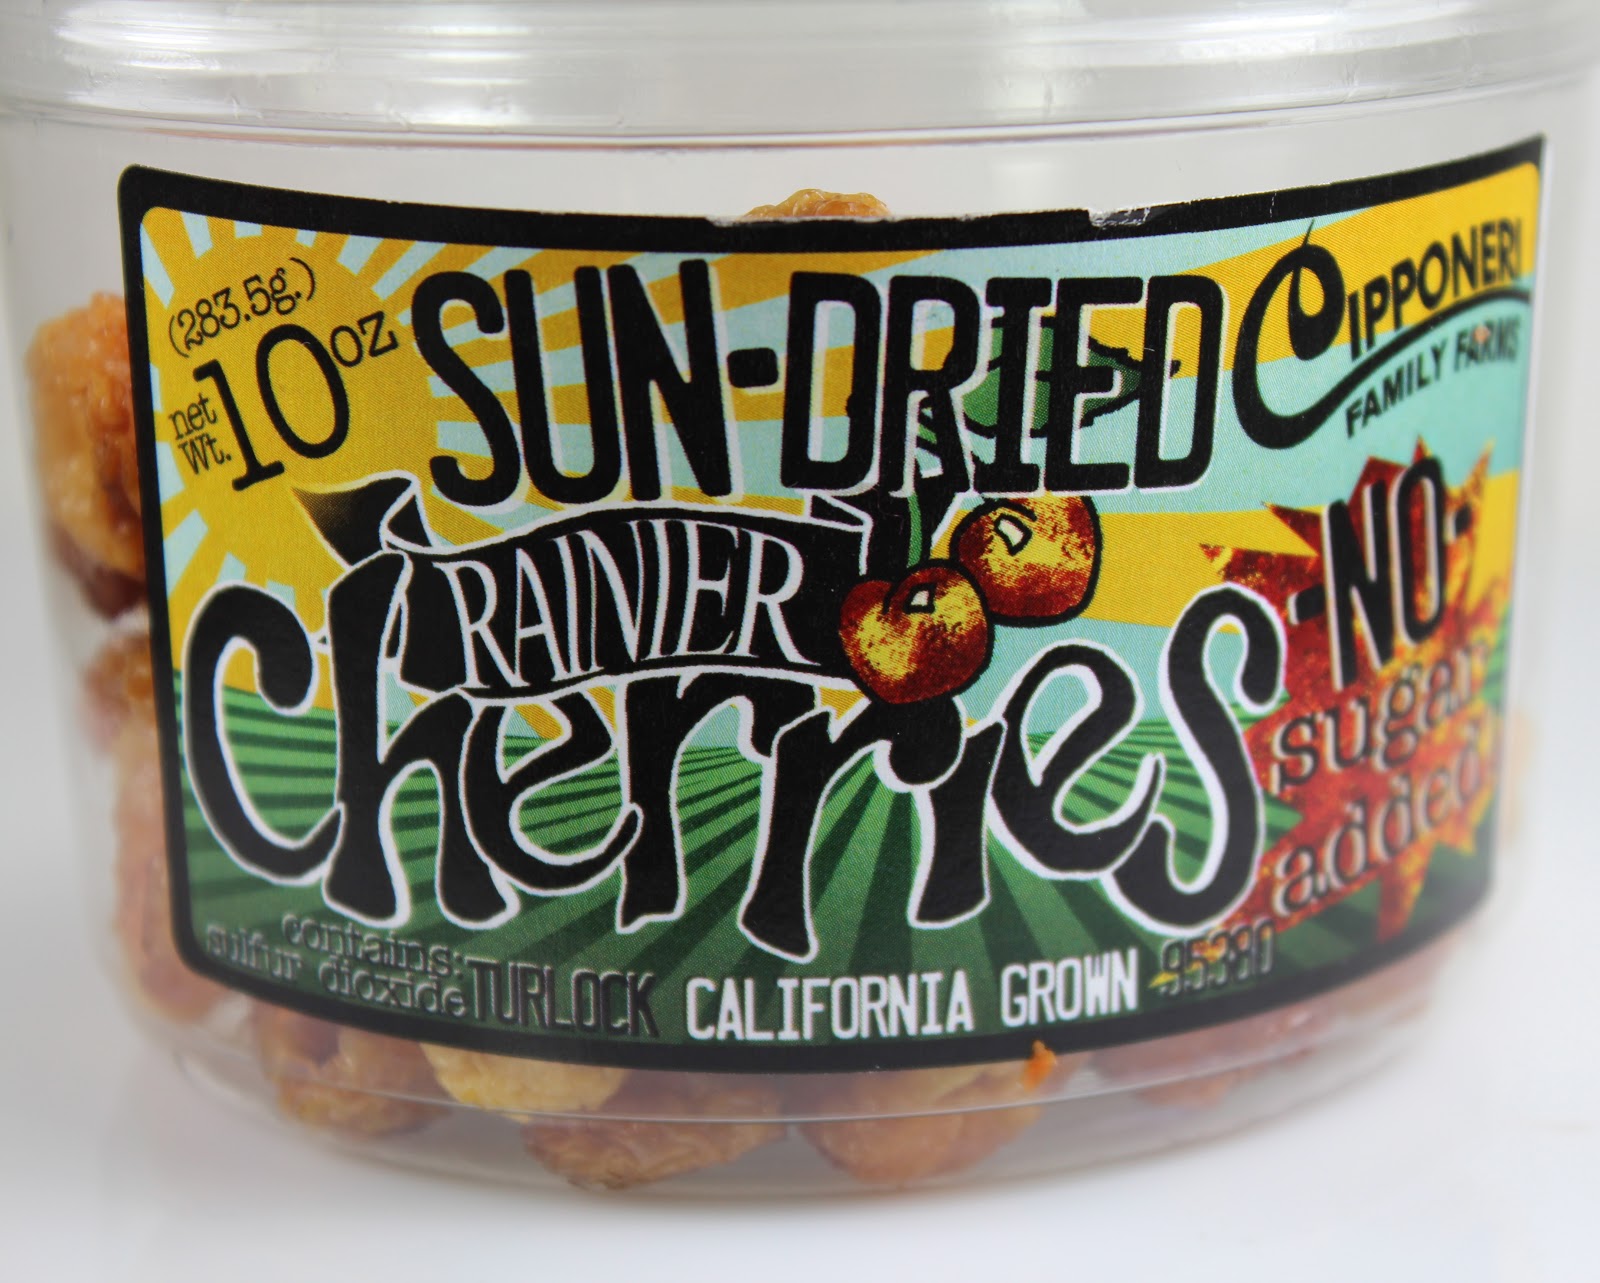 (283.5g.)
net
Wt. 10oz
SUN-DRIED
CIPPONERI
FAMILY FARMS
RAINIER
Cherries
-NO-
sugar
added
contains:
sulfur dioxide
TURLOCK CALIFORNIA GROWN 95380